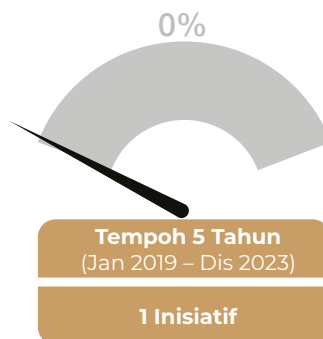 0%
Tempoh 5 Tahun
(Jan 2019 – Dis 2023)
1 Inisiatif